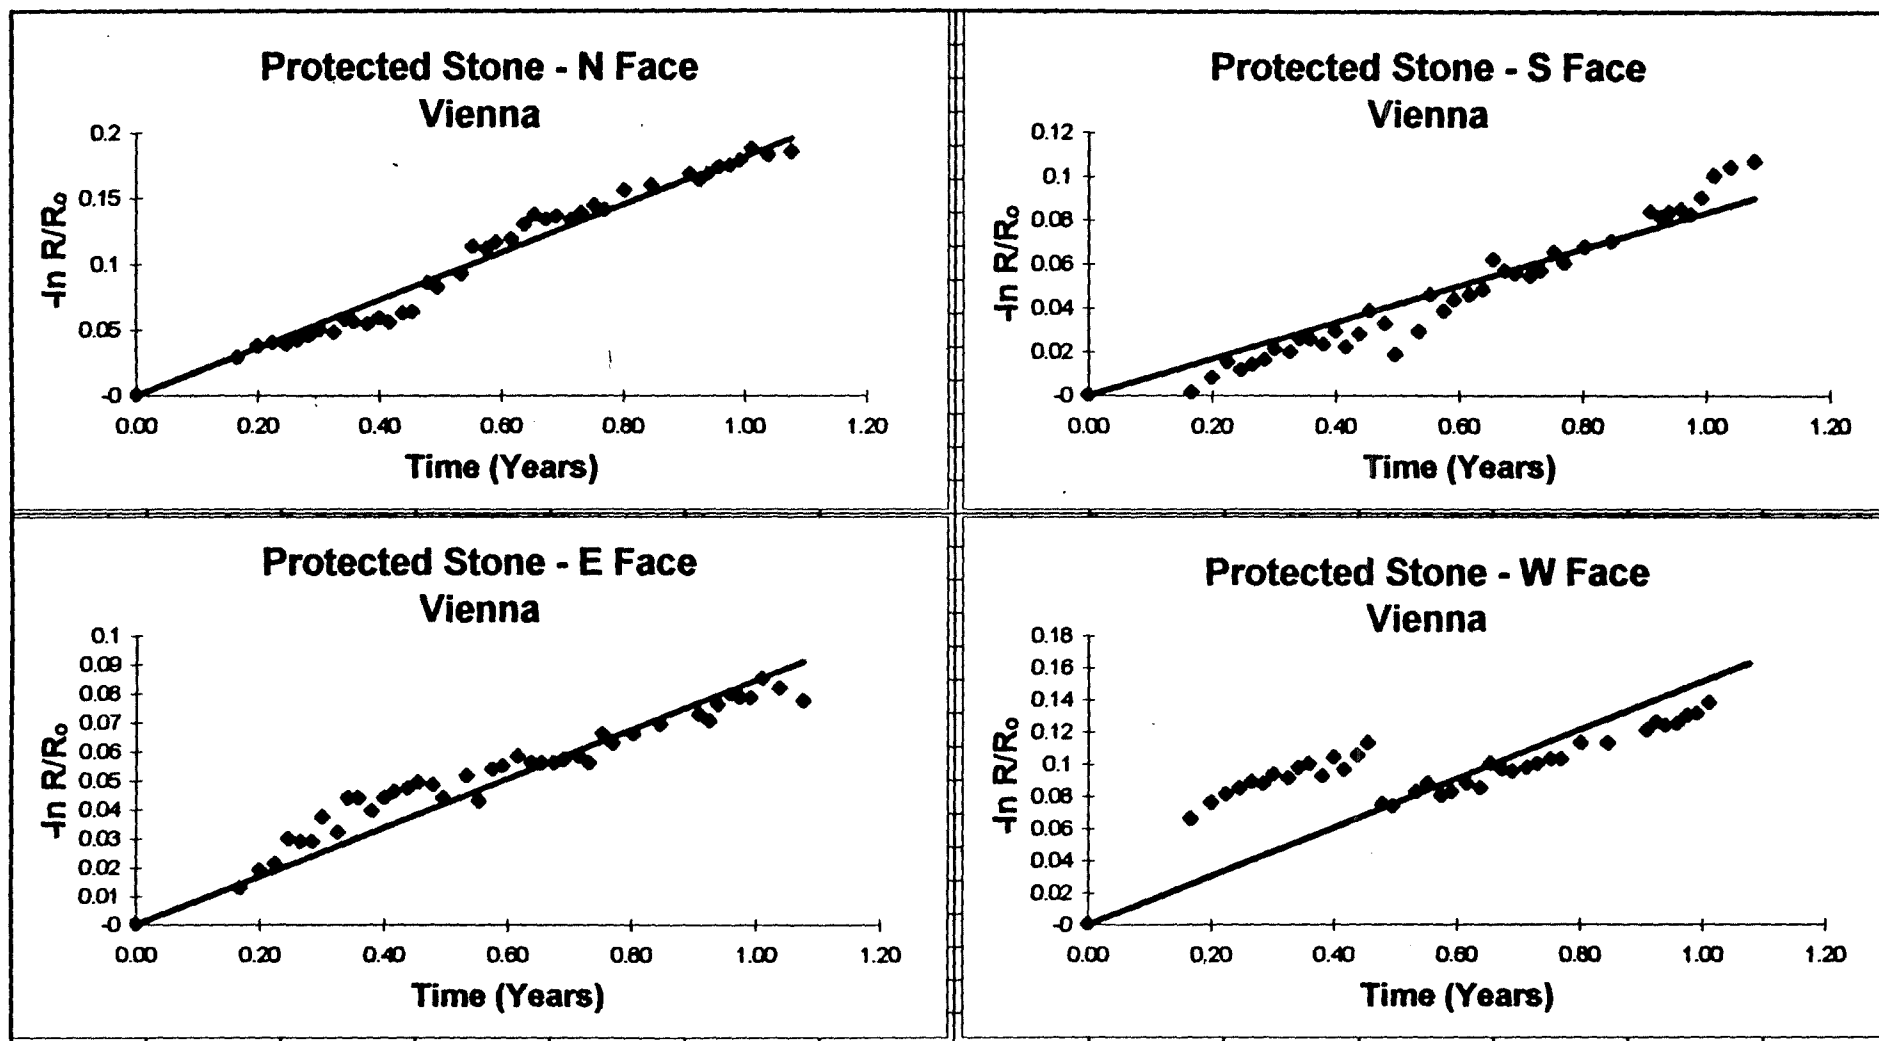 Protected Stone - N Face
Vienna
0.2
0.15
0.1
0.05
-0
0.00 0.20 0.40 0.60 0.80 1.00 1.20
-ln R/Ro
Time (Years)
Protected Stone - S Face
Vienna
0.12
0.1
0.08
0.06
0.04
0.02
-0
0.00 0.20 0.40 0.60 0.80 1.00 1.20
-ln R/Ro
Time (Years)
Protected Stone - E Face
Vienna
0.1
0.09
0.08
0.07
0.06
0.05
0.04
0.03
0.02
0.01
-0
0.00 0.20 0.40 0.60 0.80 1.00 1.20
-ln R/Ro
Time (Years)
Protected Stone - W Face
Vienna
0.18
0.16
0.14
0.12
0.1
0.08
0.06
0.04
0.02
-0
0.00 0.20 0.40 0.60 0.80 1.00 1.20
-ln R/Ro
Time (Years)